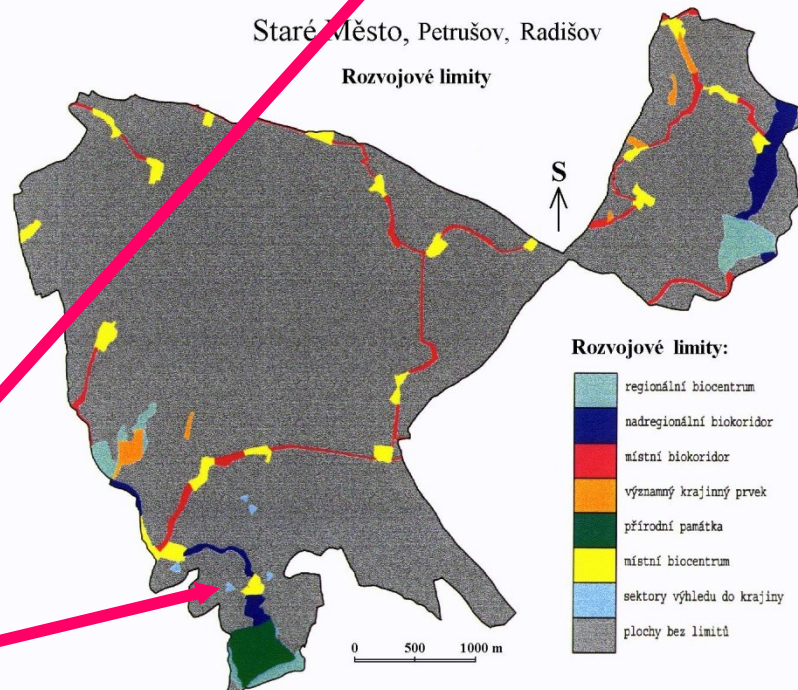 Staré Město, Petrušov, Radišov
Rozvojové limity
S
Rozvojové limity:
regionální biocentrum
nadregionální biokoridor
místní biokoridor
významný krajinný prvek
přírodní památka
místní biocentrum
sektory výhledu do krajiny
plochy bez limitů
0 500 1000 m